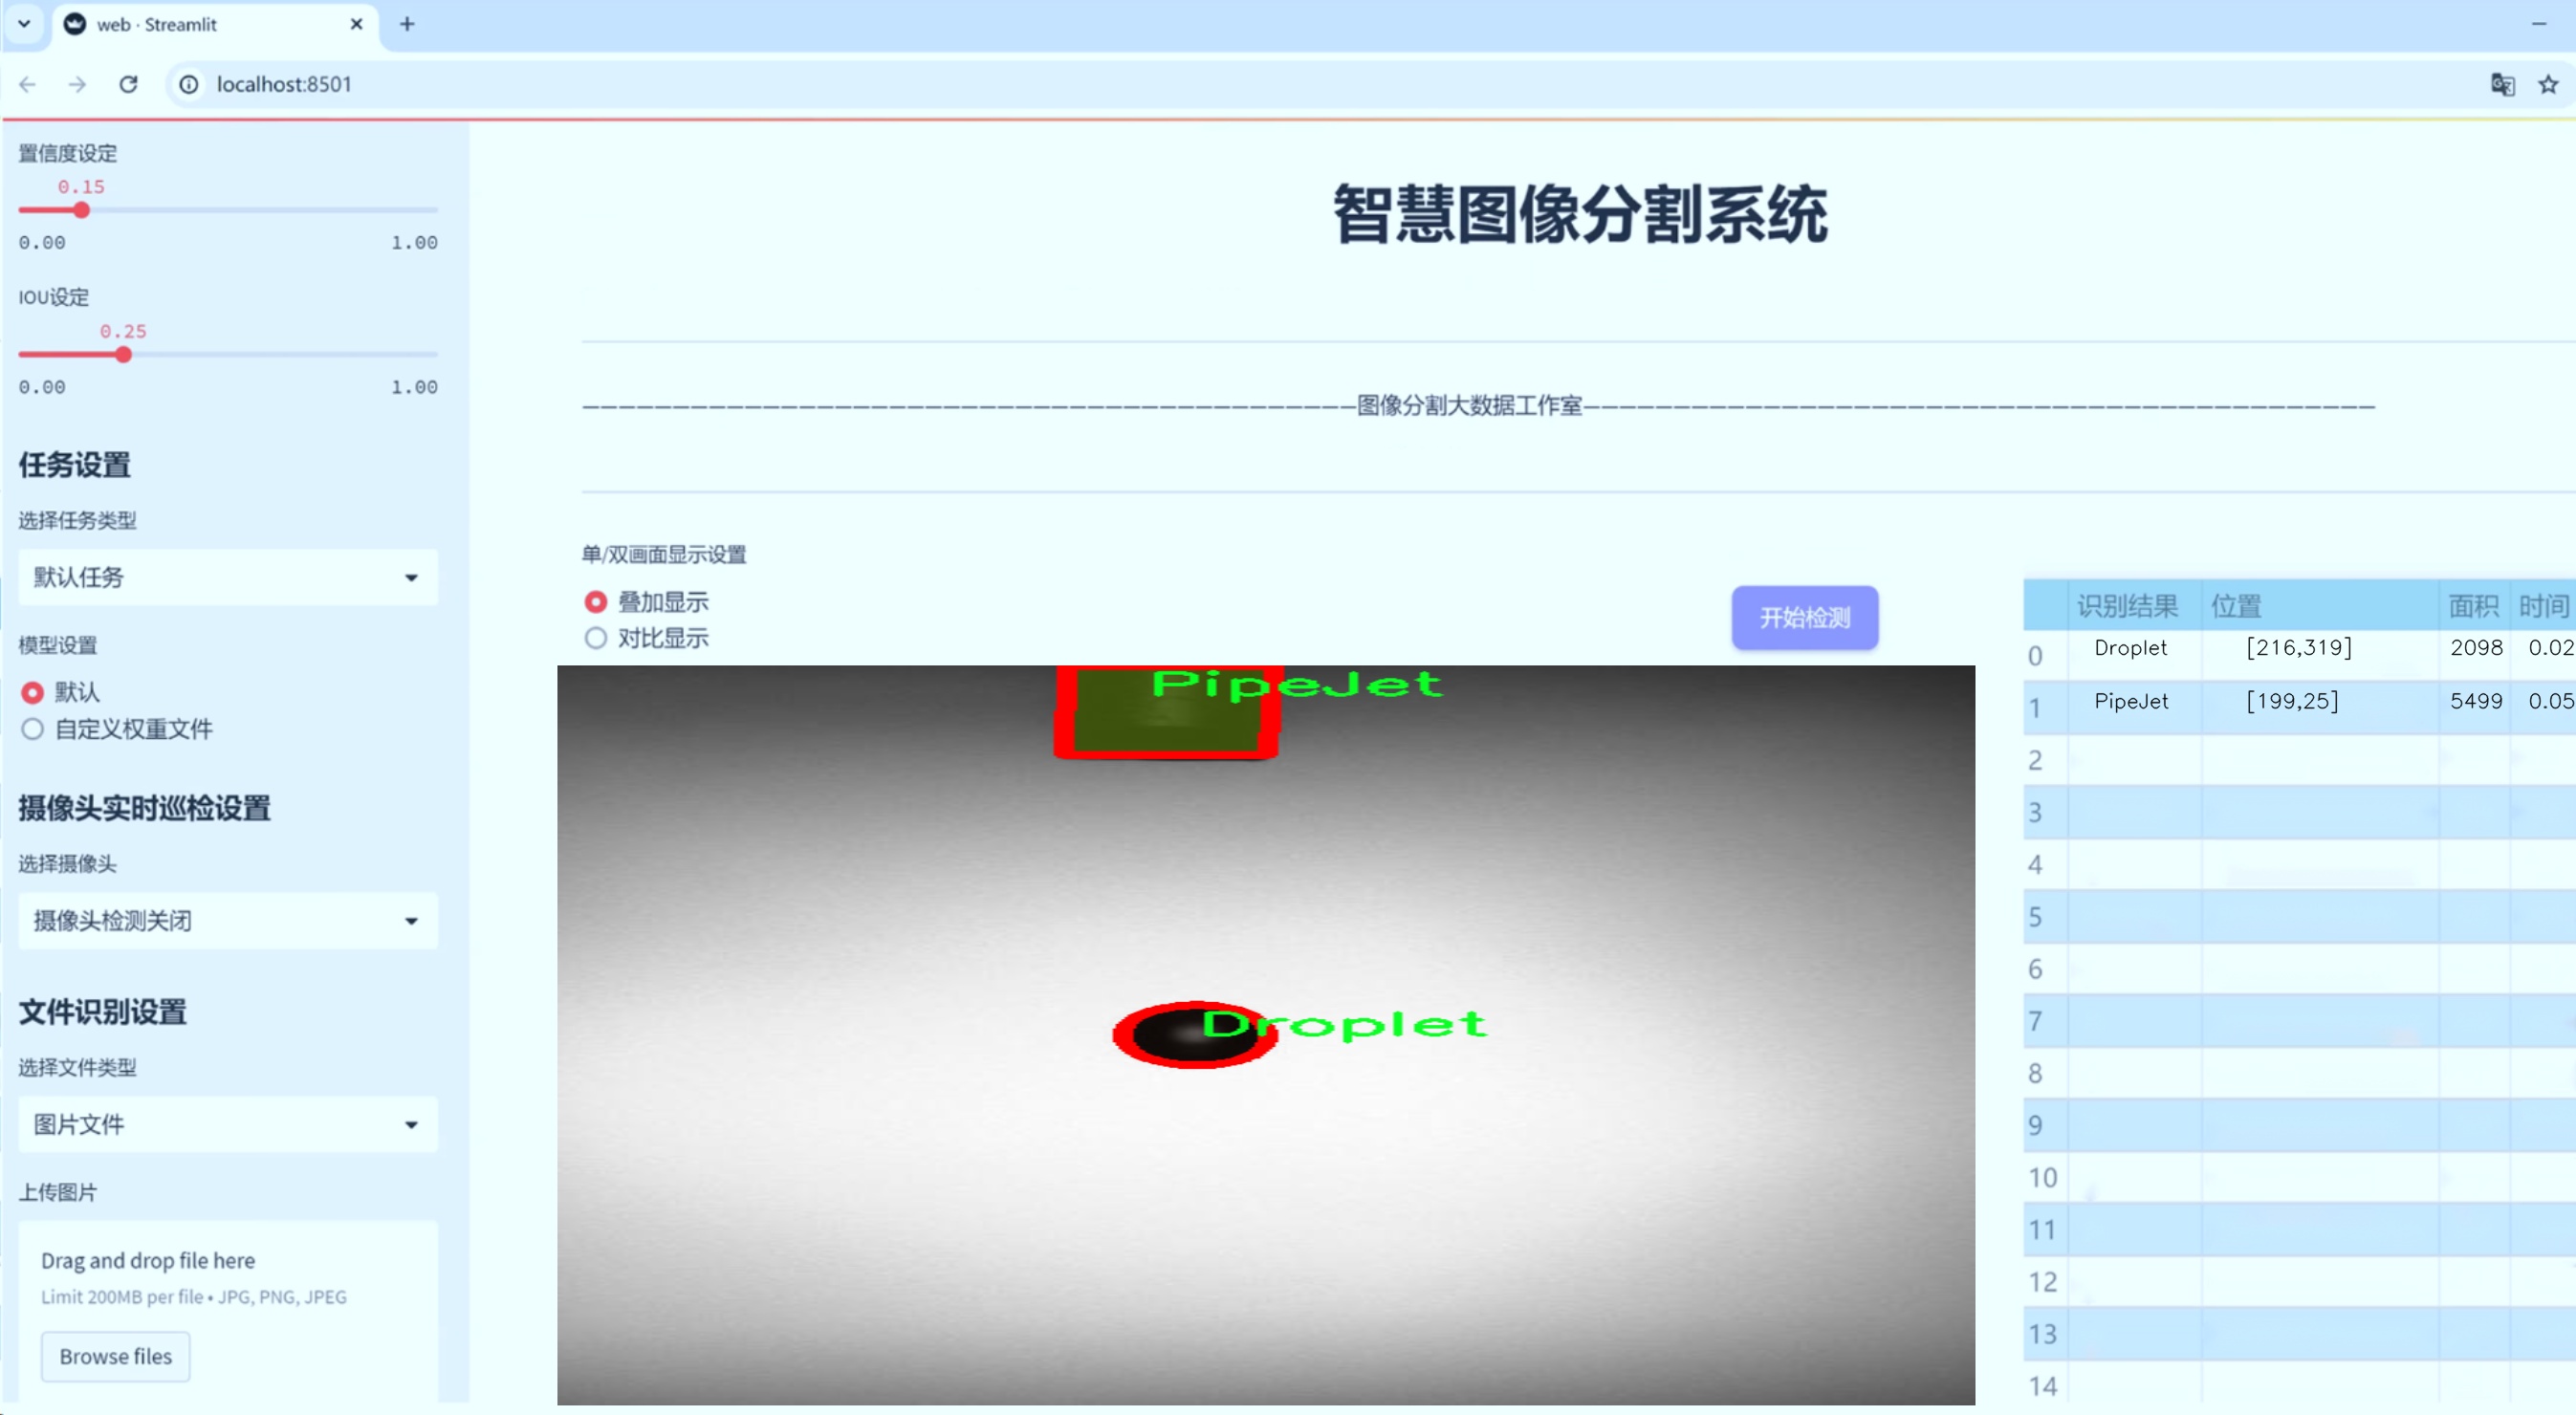 web · Streamlit
localhost:8501
置信度设定
0.15
0.00 1.00
IOU设定
0.25
0.00 1.00
任务设置
选择任务类型
默认任务
模型设置
默认
自定义权重文件
摄像头实时巡检设置
选择摄像头
摄像头检测关闭
文件识别设置
选择文件类型
图片文件
上传图片
Drag and drop file here
Limit 200MB per file • JPG, PNG, JPEG
Browse files
智慧图像分割系统
———————————————————————————————————————————图像分割大数据工作室————————————————————————————————————————————
单/双画面显示设置
叠加显示
对比显示
开始检测
PipeJet
Droplet
识别结果 位置 面积 时间
0 Droplet [216,319] 2098 0.02
1 PipeJet [199,25] 5499 0.05
2
3
4
5
6
7
8
9
10
11
12
13
14